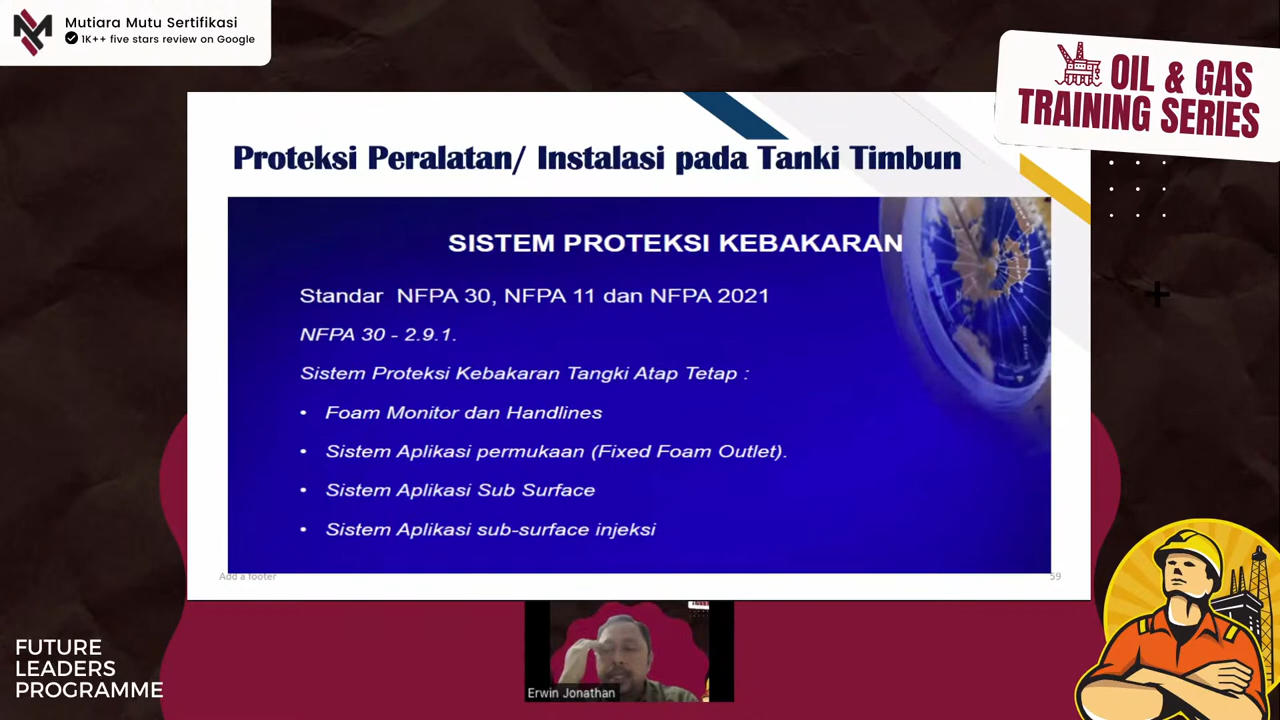 Mutiara Mutu Sertifikasi
1K++ five stars review on Google
OIL & GAS
TRAINING SERIES
Proteksi Peralatan/ Instalasi pada Tanki Timbun
SISTEM PROTEKSI KEBAKARAN
Standar NFPA 30, NFPA 11 dan NFPA 2021
NFPA 30 - 2.9.1.
Sistem Proteksi Kebakaran Tangki Atap Tetap :
• Foam Monitor dan Handlines
• Sistem Aplikasi permukaan (Fixed Foam Outlet).
• Sistem Aplikasi Sub Surface
• Sistem Aplikasi sub-surface injeksi
Add a footer
59
FUTURE
LEADERS
PROGRAMME
Erwin Jonathan